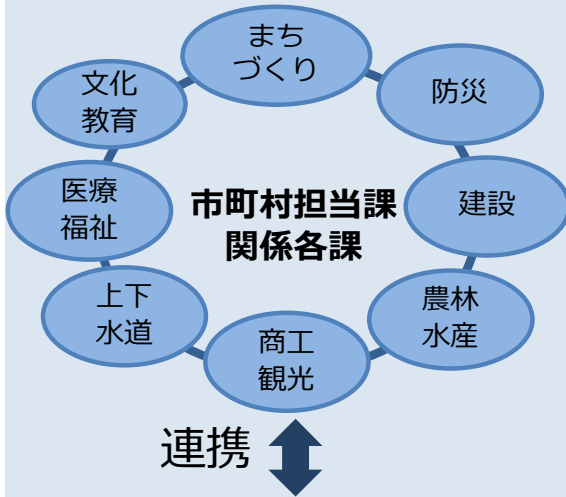 まち
づくり
防災
建設
農林
水産
商工
観光
上下
水道
医療
福祉
文化
教育
市町村担当課
関係各課
連携